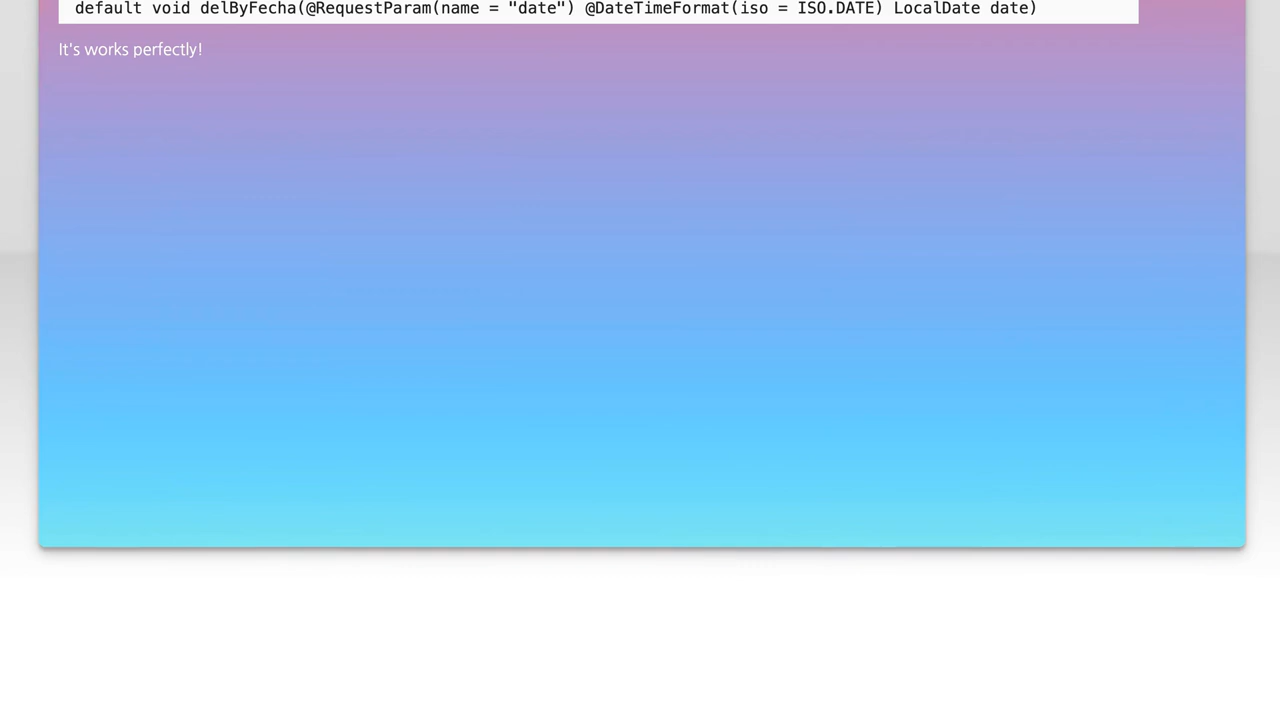 default void delByFecha(@RequestParam(name = "date") @DateTimeFormat(iso = ISO.DATE) LocalDate date)
It's works perfectly!